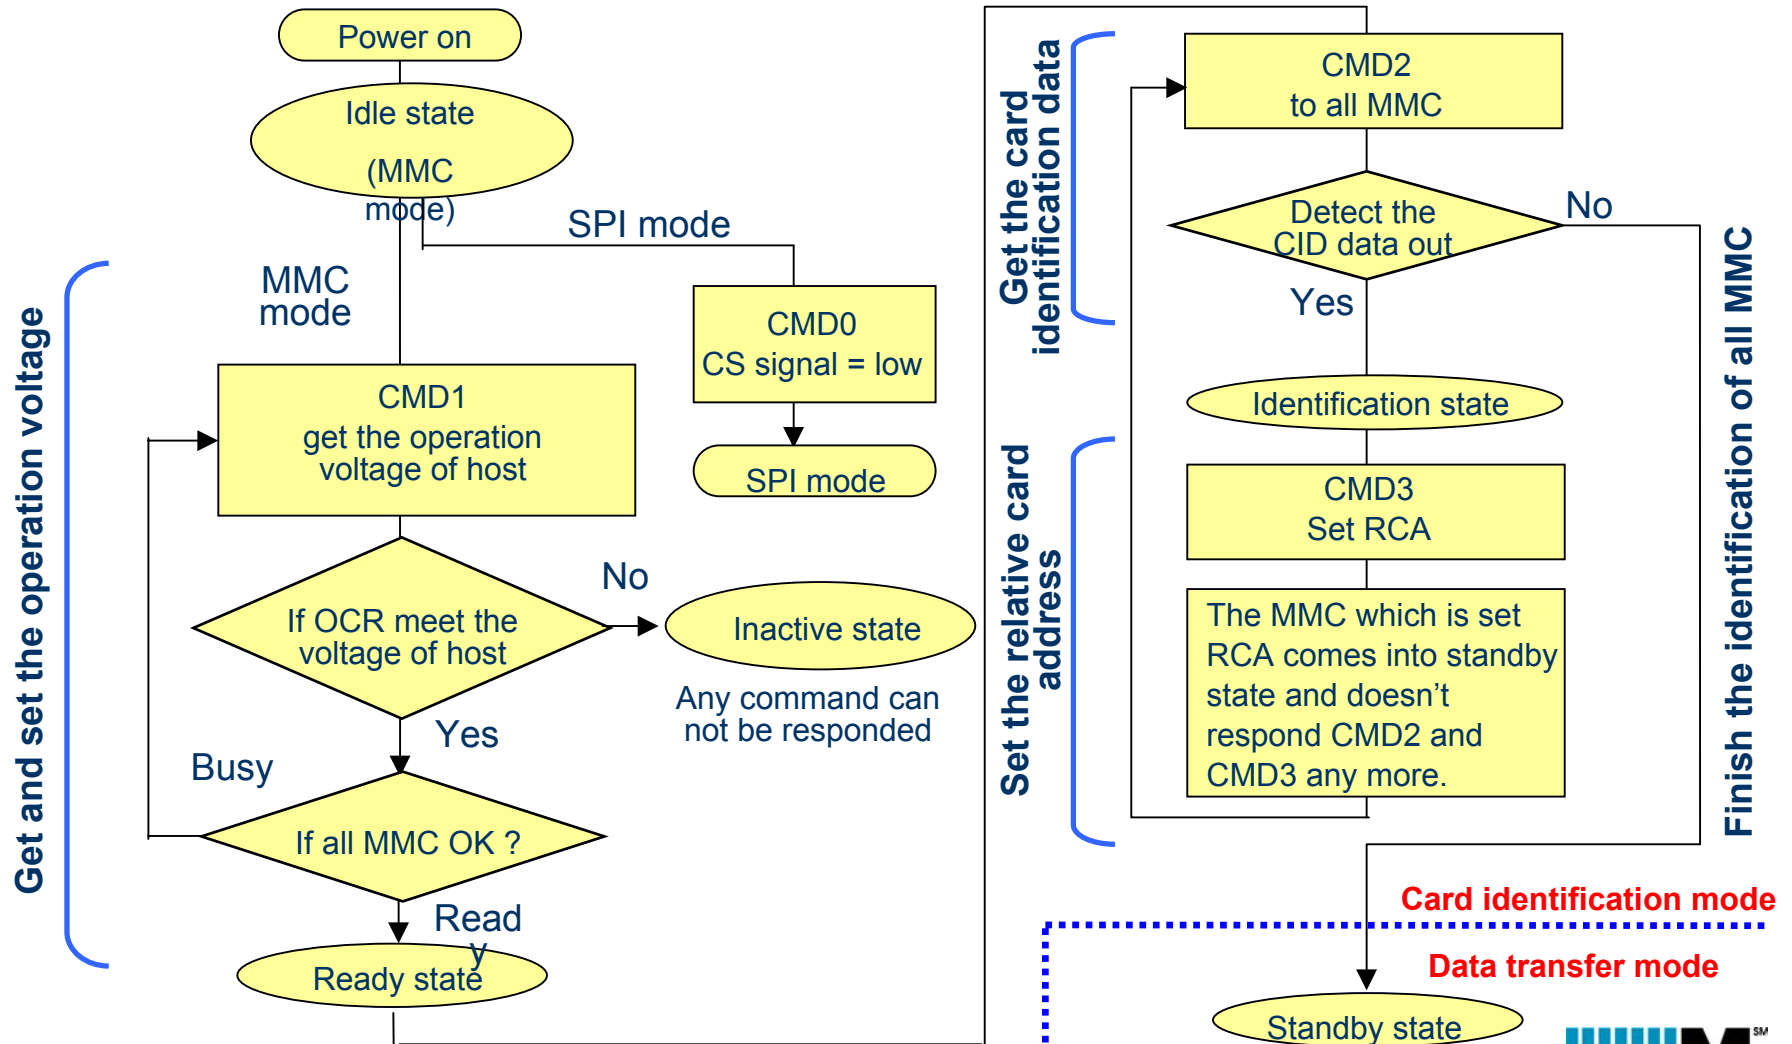 Power on
Idle state
(MMC
mode)
SPI mode
MMC
mode
CMD0
CS signal = low
SPI mode
CMD1
get the operation
voltage of host
If OCR meet the
voltage of host
No
Inactive state
Any command can
not be responded
Yes
Busy
If all MMC OK ?
Read
y
Ready state
Get and set the operation voltage
CMD2
to all MMC
Get the card
identification data
Detect the
CID data out
No
Yes
Identification state
CMD3
Set RCA
Set the relative card
address
The MMC which is set
RCA comes into standby
state and doesn’t
respond CMD2 and
CMD3 any more.
Finish the identification of all MMC
Card identification mode
Data transfer mode
Standby state
SM